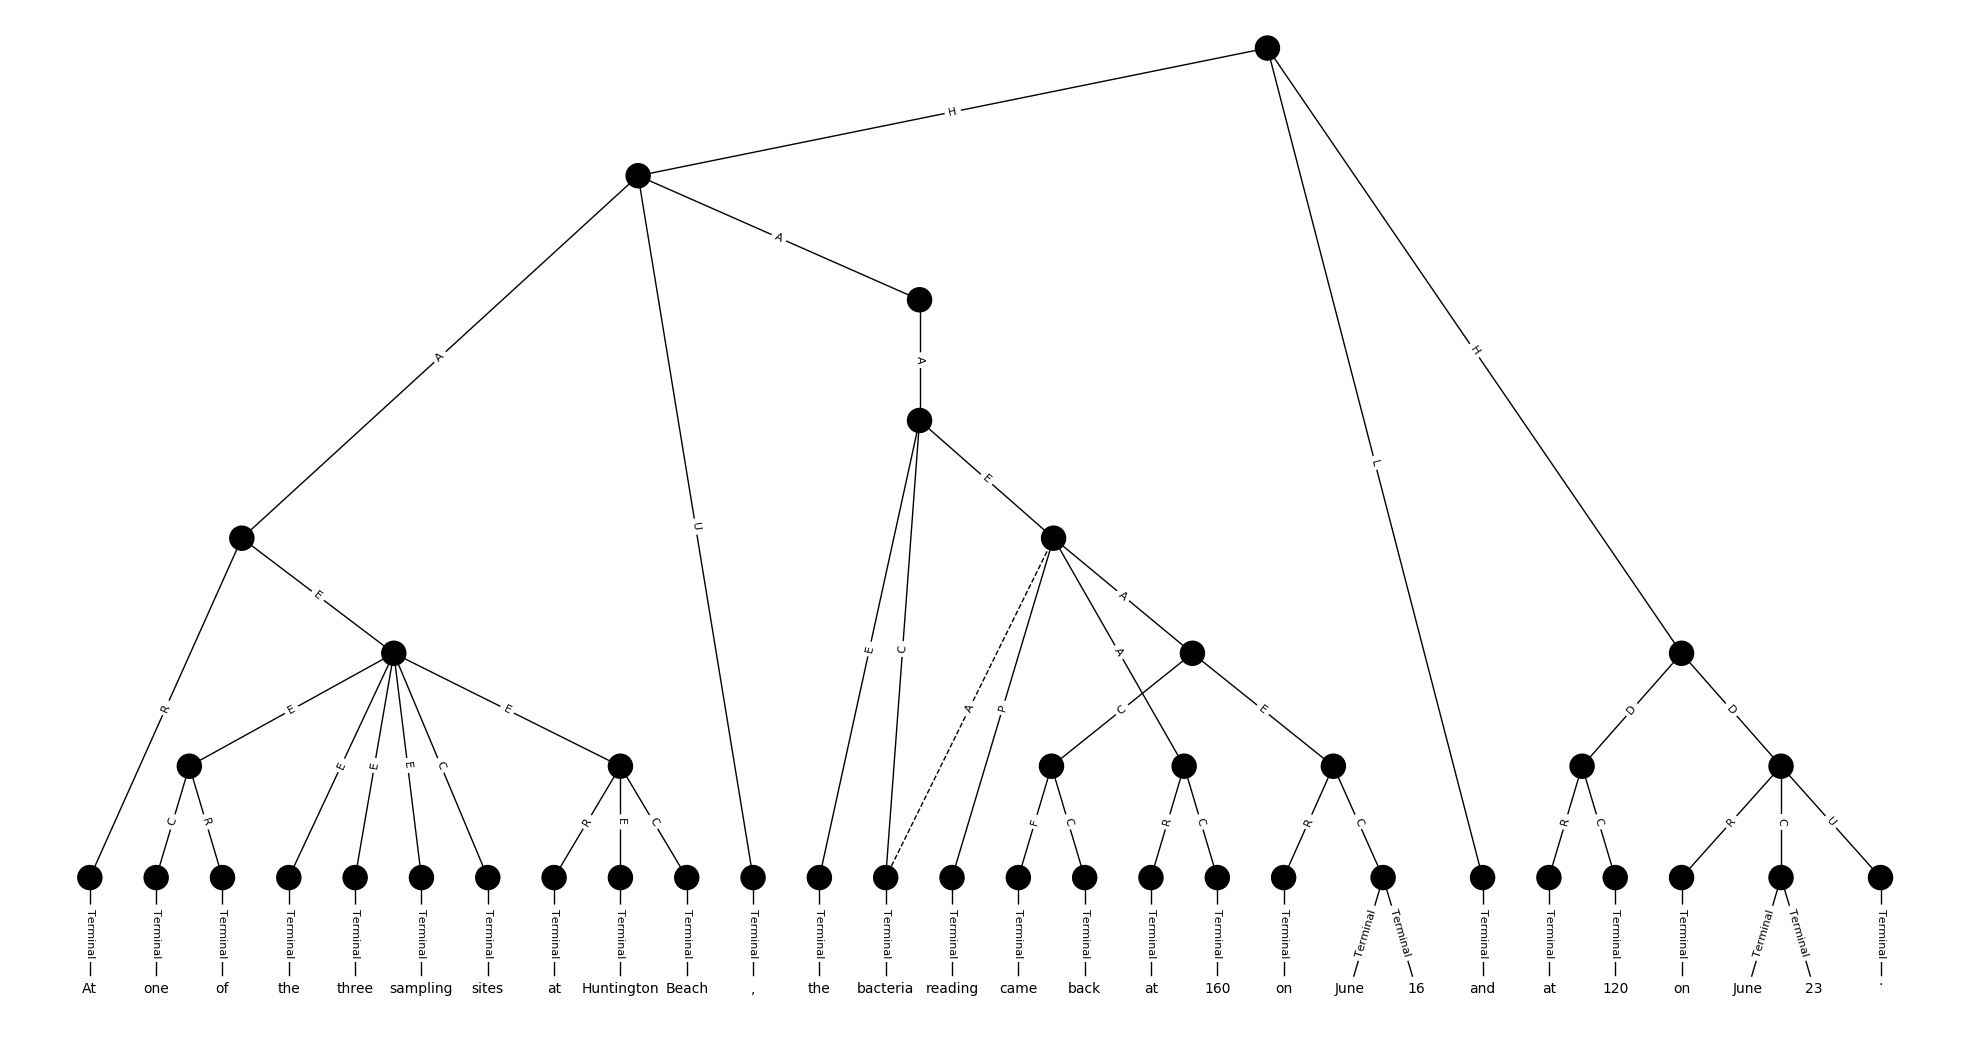 H
A
A
A
H
E
U
L
E
E
C
A
R
E
E
A
P
A
C
E
D
D
E
E
E
C
C
R
R
E
C
F
C
R
C
R
C
R
C
R
C
U
Terminal Terminal Terminal Terminal Terminal Terminal Terminal Terminal Terminal Terminal Terminal Terminal Terminal Terminal Terminal Terminal Terminal Terminal Terminal Terminal Terminal Terminal Terminal Terminal Terminal Terminal Terminal Terminal
At one of the three sampling sites at Huntington Beach , the bacteria reading came back at 160 on June 16 and at 120 on June 23 .